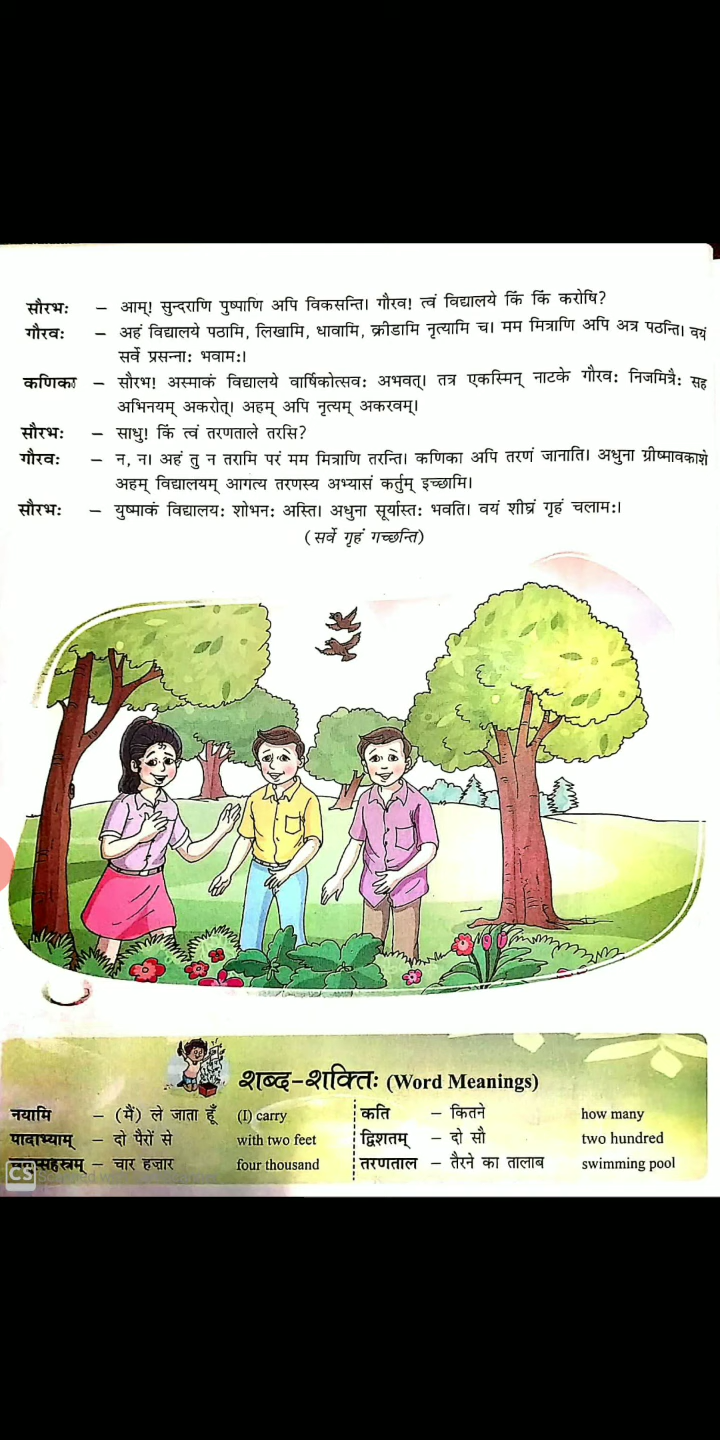 सौरभः – आम्! सुन्दराणि पुष्पाणि अपि विकसन्ति। गौरव! त्वं विद्यालये किं किं करोषि?
गौरवः – अहं विद्यालये पठामि, लिखामि, धावामि, क्रीडामि नृत्यामि च। मम मित्राणि अपि अत्र पठन्ति। वयं
सर्वे प्रसन्नाः भवामः।
कणिका – सौरभ! अस्माकं विद्यालये वार्षिकोत्सवः अभवत्। तत्र एकस्मिन् नाटके गौरवः निजमित्रैः सह
अभिनयम् अकरोत्। अहम् अपि नृत्यम् अकरवम्।
सौरभः – साधु! किं त्वं तरणताले तरसि?
गौरवः – न, न। अहं तु न तरामि परं मम मित्राणि तरन्ति। कणिका अपि तरणं जानाति। अधुना ग्रीष्मावकाशे
अहम् विद्यालयम् आगत्य तरणस्य अभ्यासं कर्तुम् इच्छामि।
सौरभः – युष्माकं विद्यालयः शोभनः अस्ति। अधुना सूर्यास्तः भवति। वयं शीघ्रं गृहं चलामः।
(सर्वे गृहं गच्छन्ति)
शब्द-शक्तिः (Word Meanings)
नयामि – (मैं) ले जाता हूँ (I) carry कति – कितने how many
पादाभ्याम् – दो पैरों से with two feet द्विशतम् – दो सौ two hundred
– चार हज़ार four thousand तरणताल – तैरने का तालाब swimming pool
CS